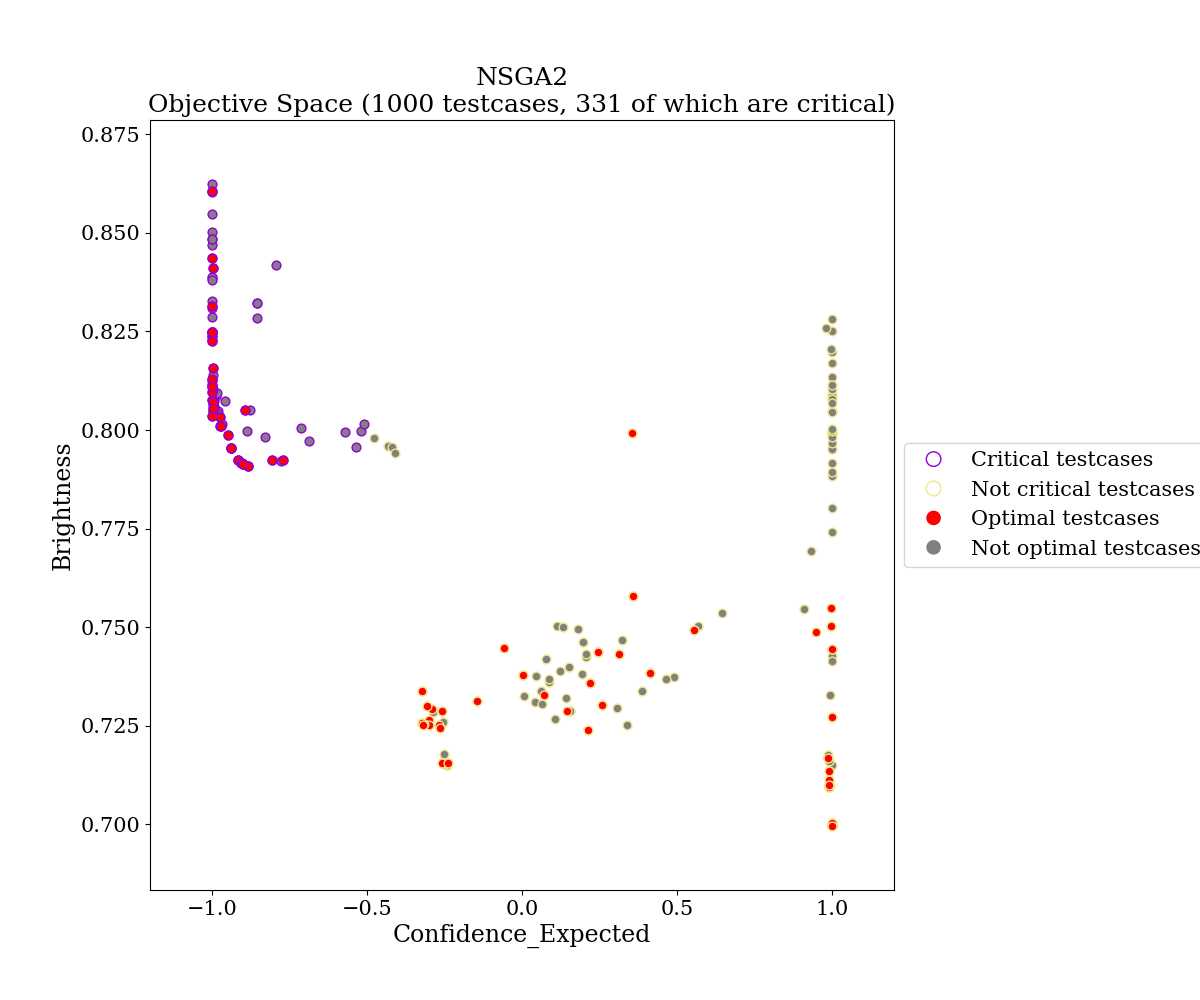 NSGA2
Objective Space (1000 testcases, 331 of which are critical)
0.875
0.850
0.825
0.800
0.775
0.750
0.725
0.700
Brightness
−1.0
−0.5
0.0
0.5
1.0
Confidence_Expected
Critical testcases
Not critical testcases
Optimal testcases
Not optimal testcases